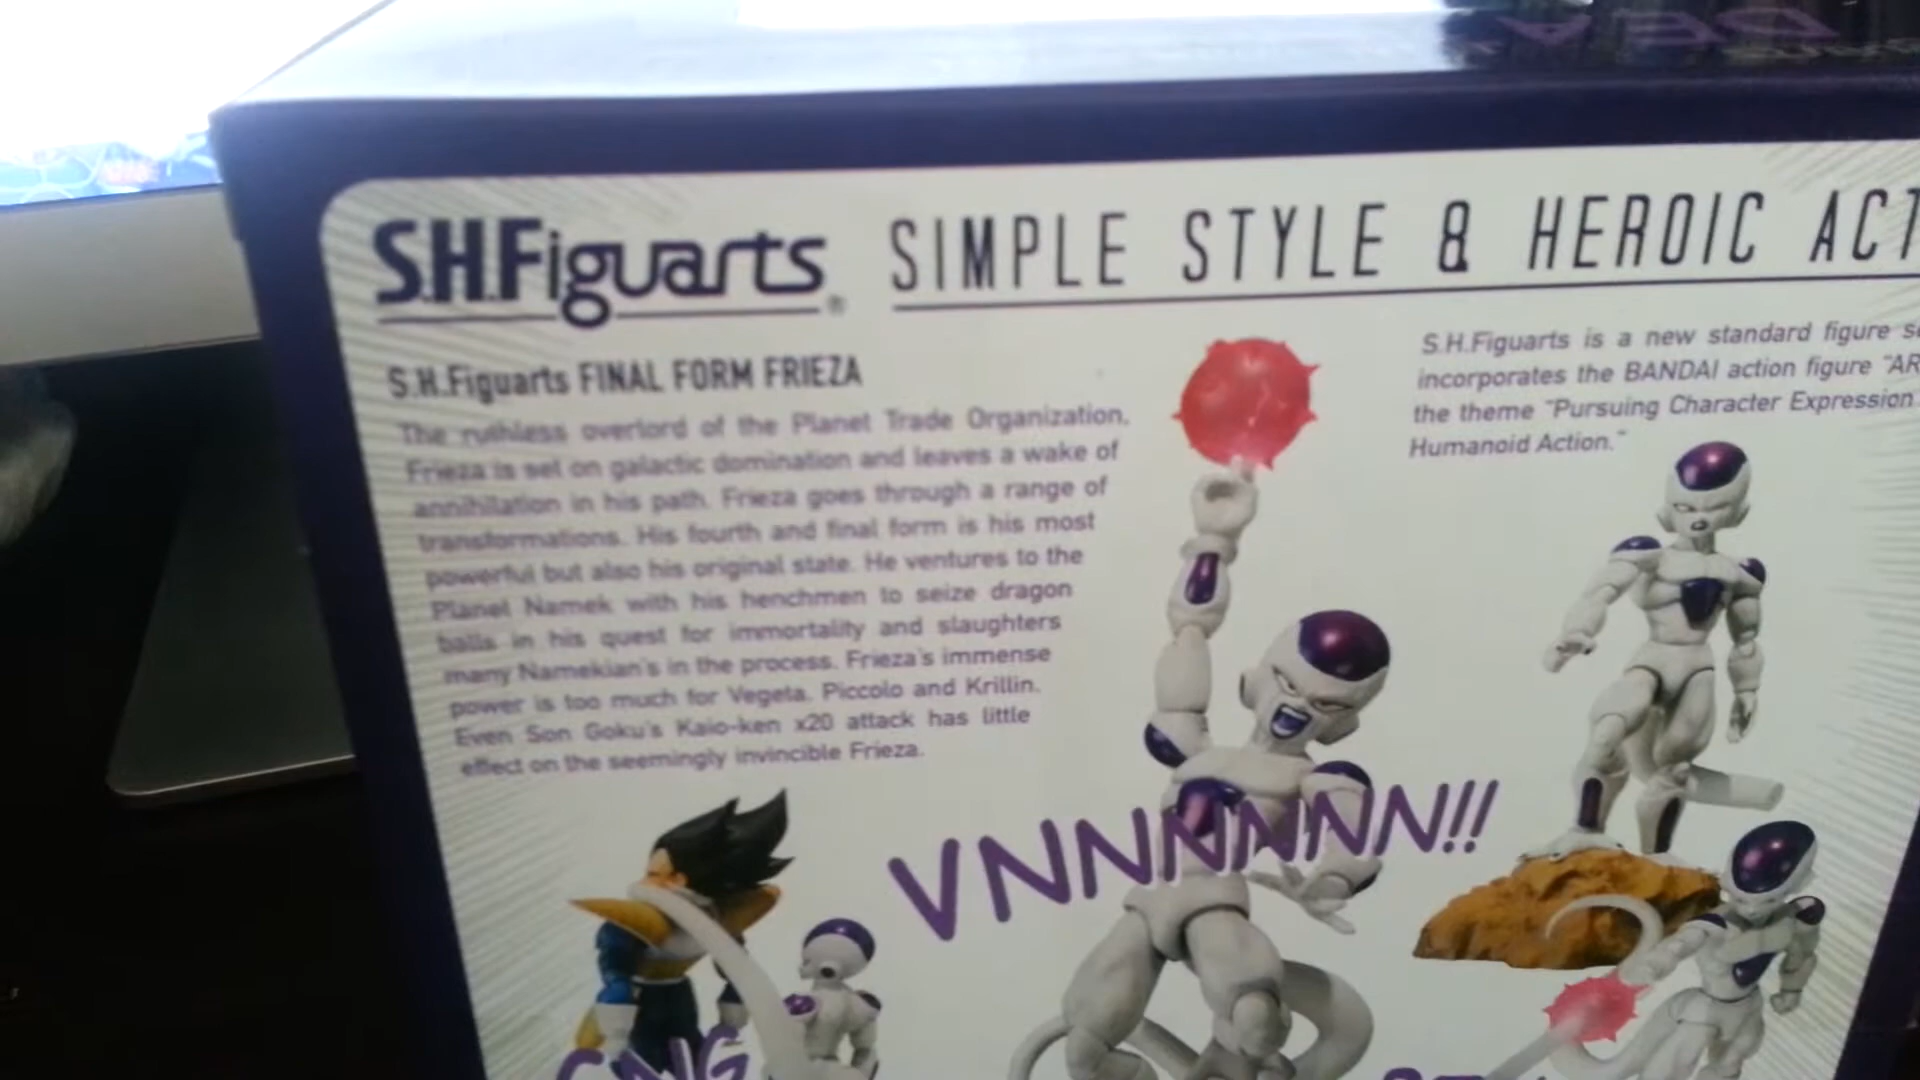 S.H.Figuarts®
SIMPLE STYLE & HEROIC ACT
S.H.Figuarts FINAL FORM FRIEZA
The ruthless overlord of the Planet Trade Organization,
Frieza is set on galactic domination and leaves a wake of
annihilation in his path. Frieza goes through a range of
transformations. His fourth and final form is his most
powerful but also his original state. He ventures to the
Planet Namek with his henchmen to seize dragon
balls in his quest for immortality and slaughters
many Namekian's in the process. Frieza's immense
power is too much for Vegeta, Piccolo and Krillin.
Even Son Goku's Kaio-ken x20 attack has little
effect on the seemingly invincible Frieza.
S.H.Figuarts is a new standard figure se
incorporates the BANDAI action figure "AR
the theme "Pursuing Character Expression
Humanoid Action."
VNNNNNNN!!